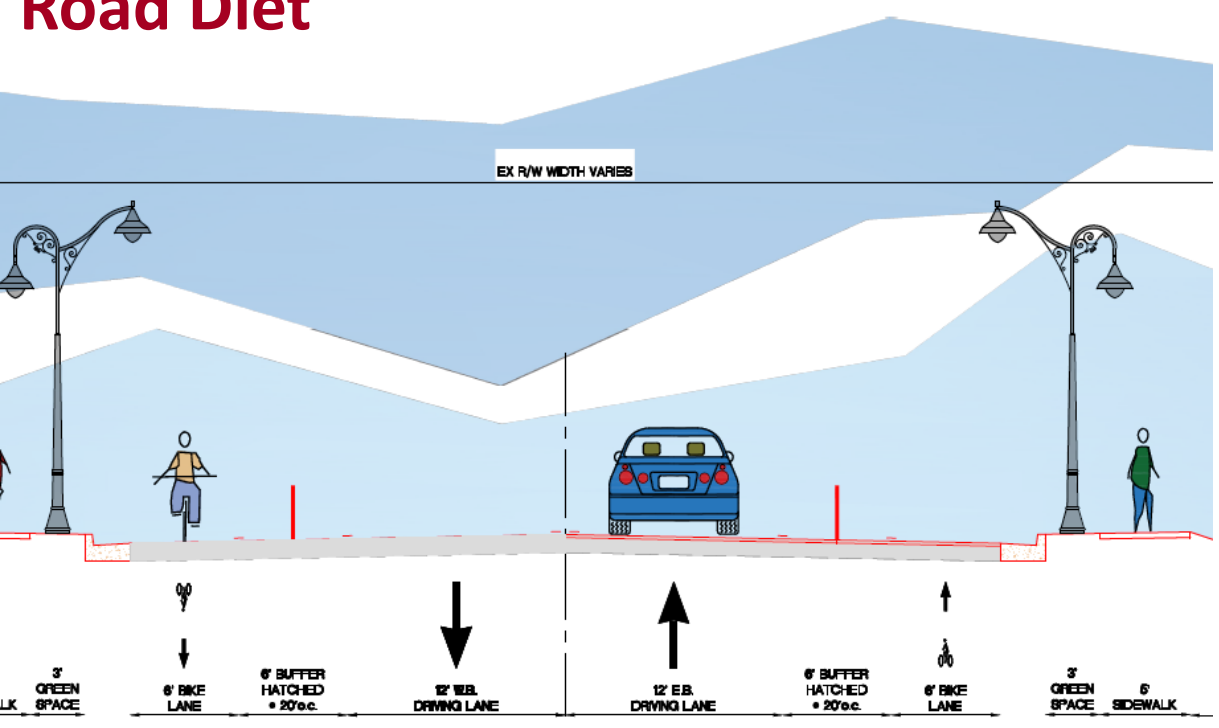 Road Diet
EX R/W WIDTH VARIES
LK
3'
GREEN
SPACE
6' BIKE
LANE
6' BUFFER
HATCHED
• 20'o.c.
12' W.B.
DRIVING LANE
12' E.B.
DRIVING LANE
6' BUFFER
HATCHED
• 20'o.c.
6' BIKE
LANE
3'
GREEN
SPACE
5'
SIDEWALK